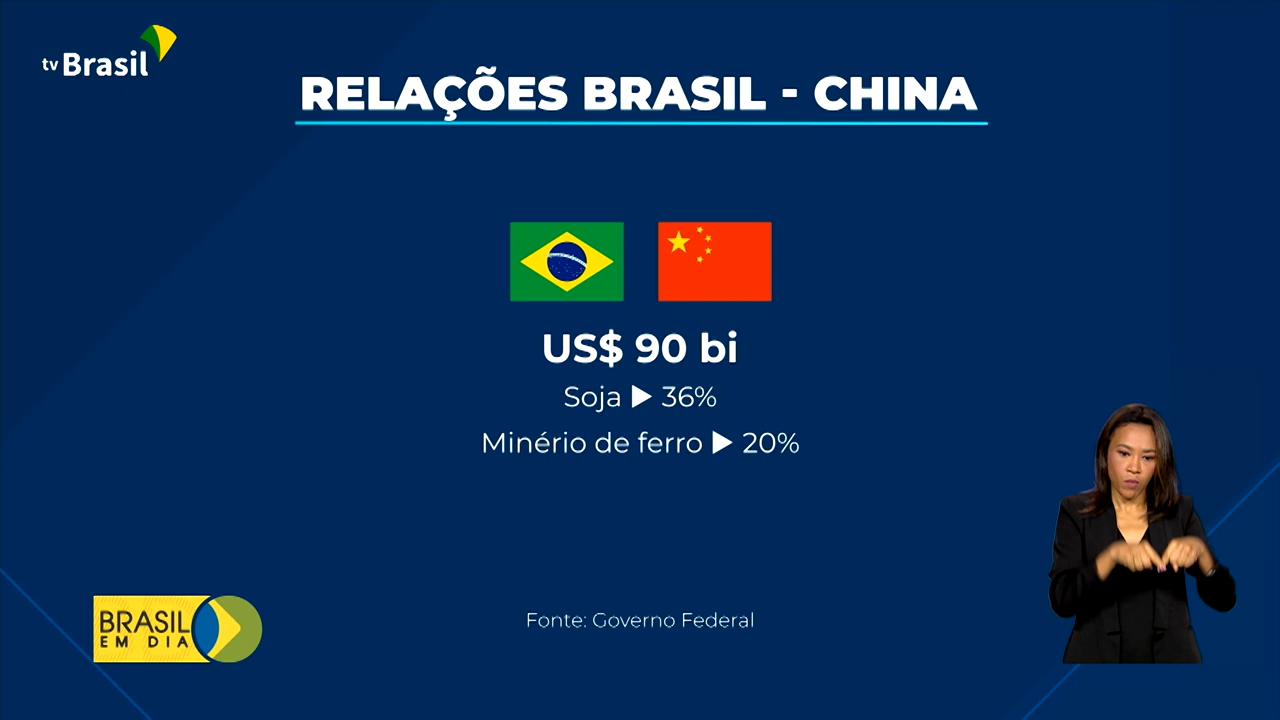 tv Brasil
RELAÇÕES BRASIL - CHINA
US$ 90 bi
Soja ▶ 36%
Minério de ferro ▶ 20%
Fonte: Governo Federal
BRASIL
EM DIA